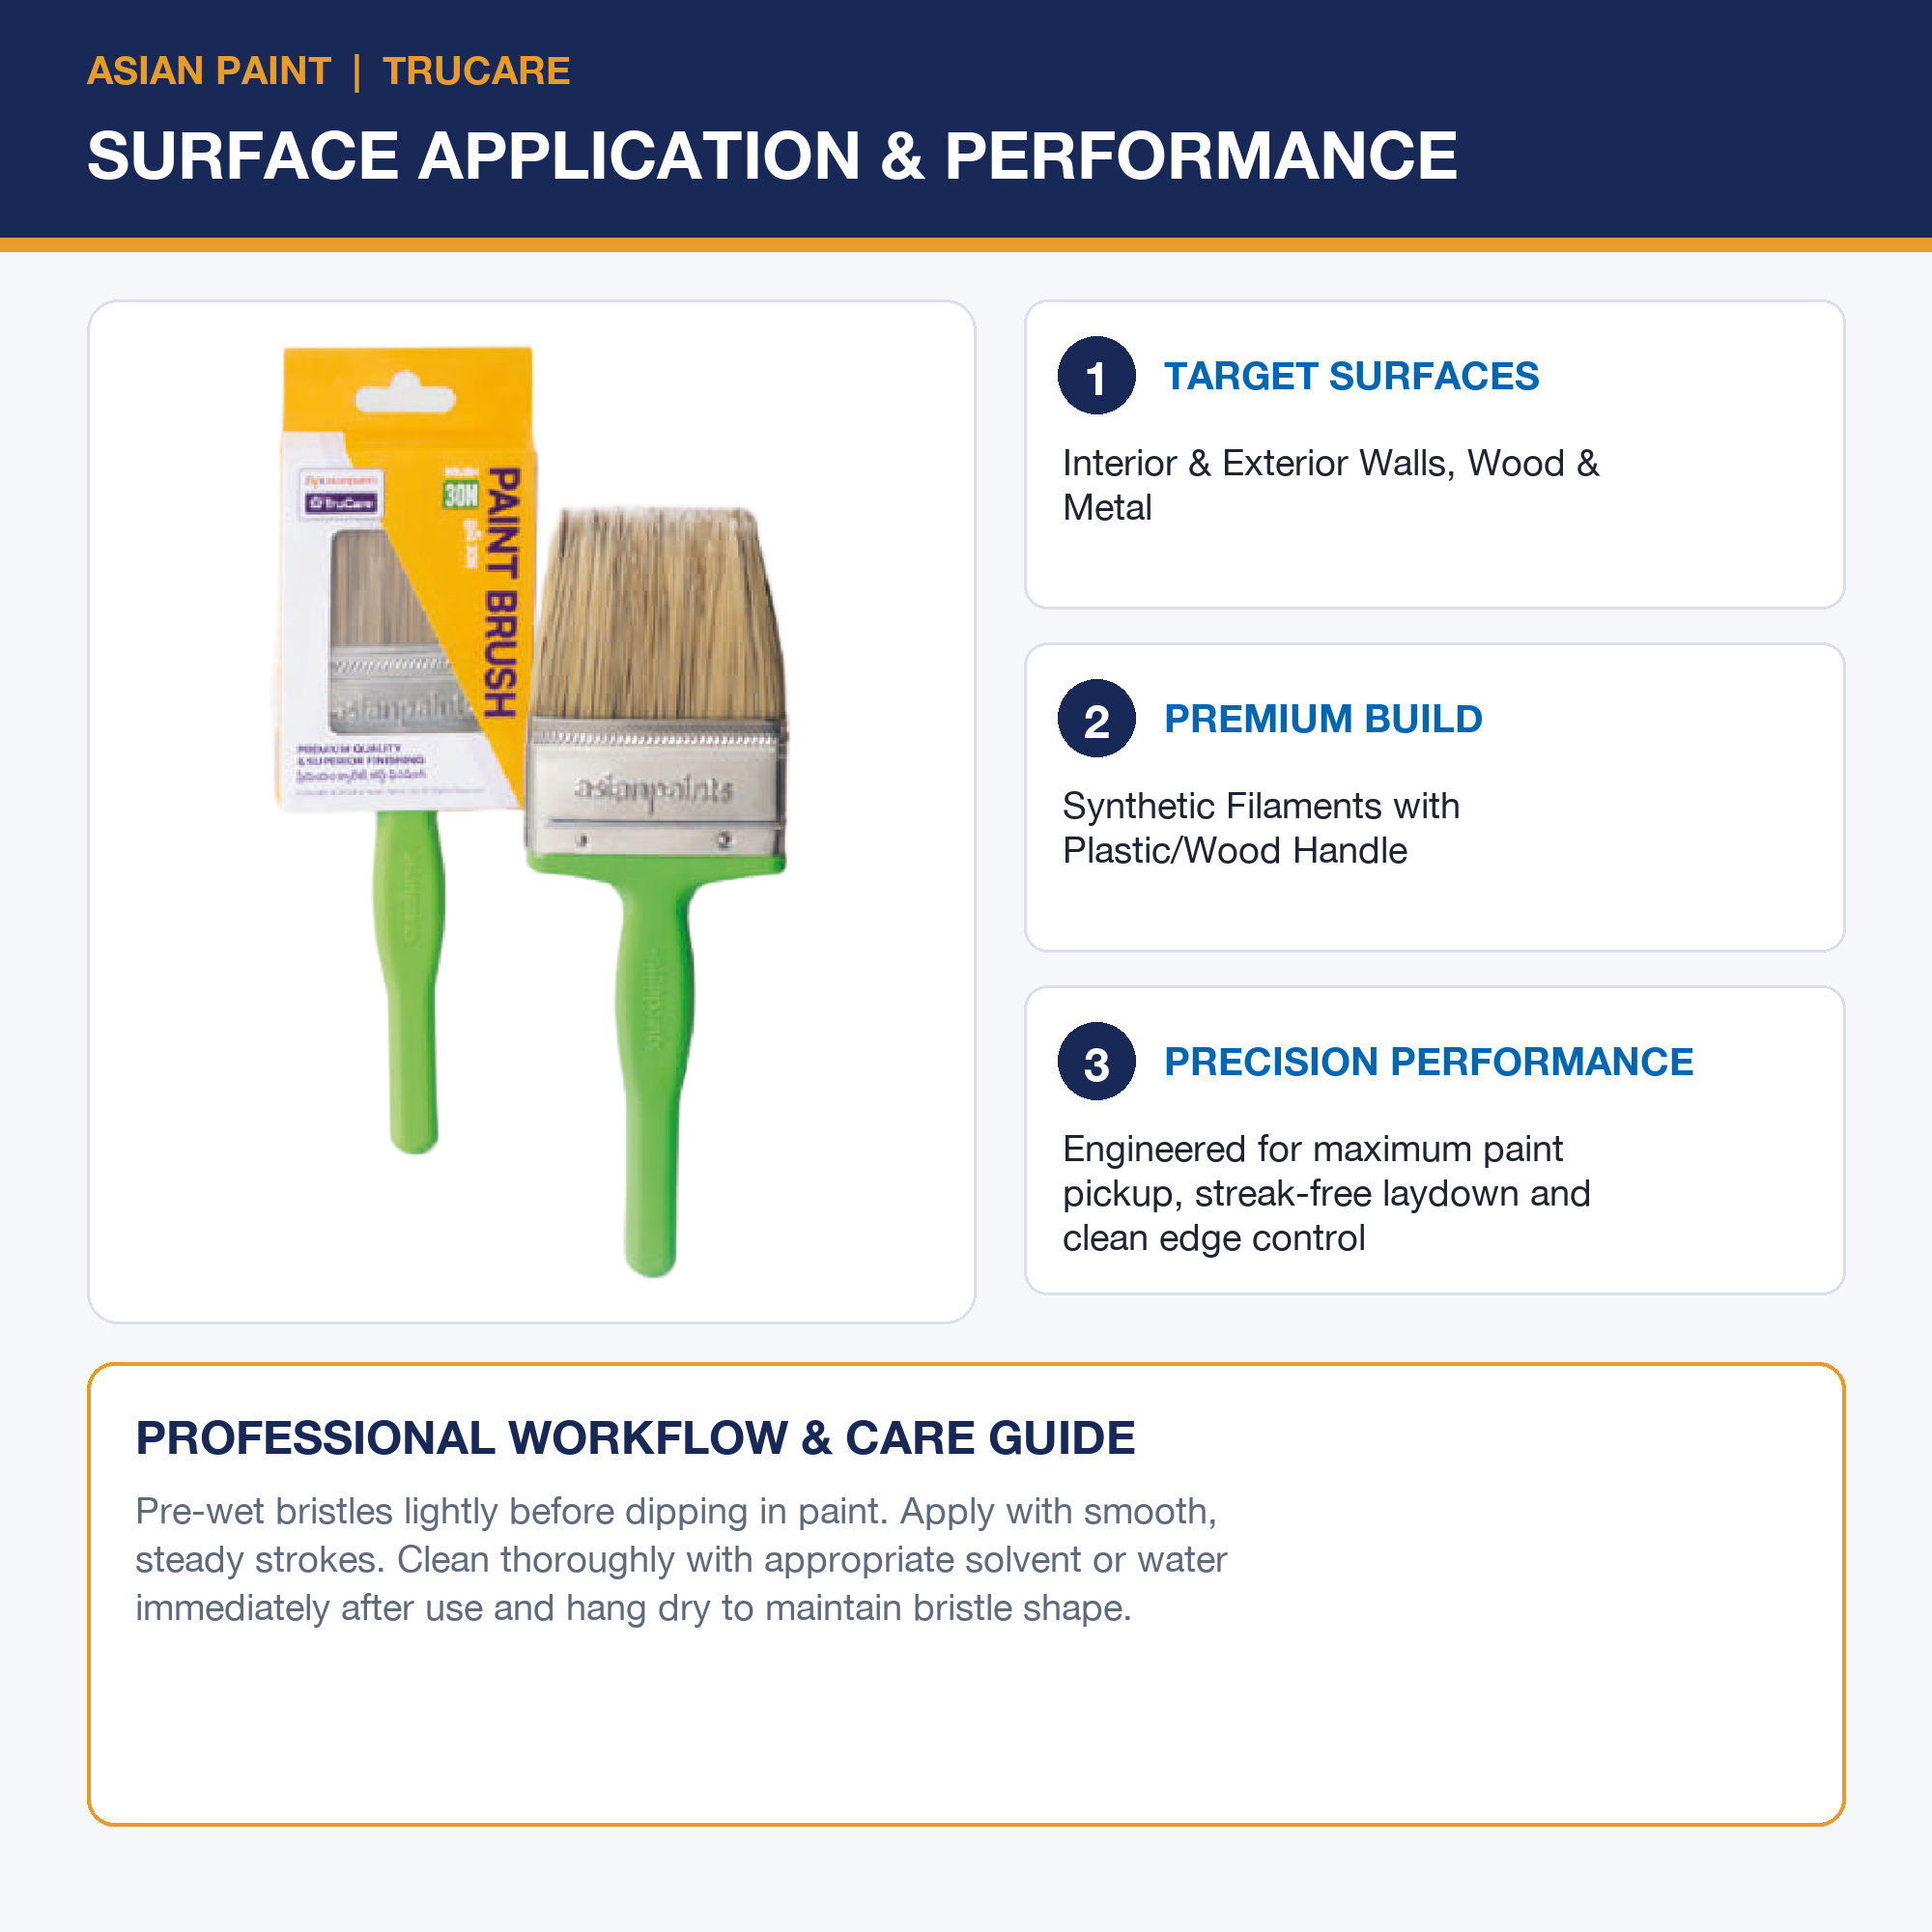 ASIAN PAINT | TRUCARE
SURFACE APPLICATION & PERFORMANCE
TruCare
30N
PAINT BRUSH
asianpaints
PREMIUM QUALITY
& SUPERIOR FINISHING
asianpaints
1 TARGET SURFACES
Interior & Exterior Walls, Wood &
Metal
2 PREMIUM BUILD
Synthetic Filaments with
Plastic/Wood Handle
3 PRECISION PERFORMANCE
Engineered for maximum paint
pickup, streak-free laydown and
clean edge control
PROFESSIONAL WORKFLOW & CARE GUIDE
Pre-wet bristles lightly before dipping in paint. Apply with smooth,
steady strokes. Clean thoroughly with appropriate solvent or water
immediately after use and hang dry to maintain bristle shape.